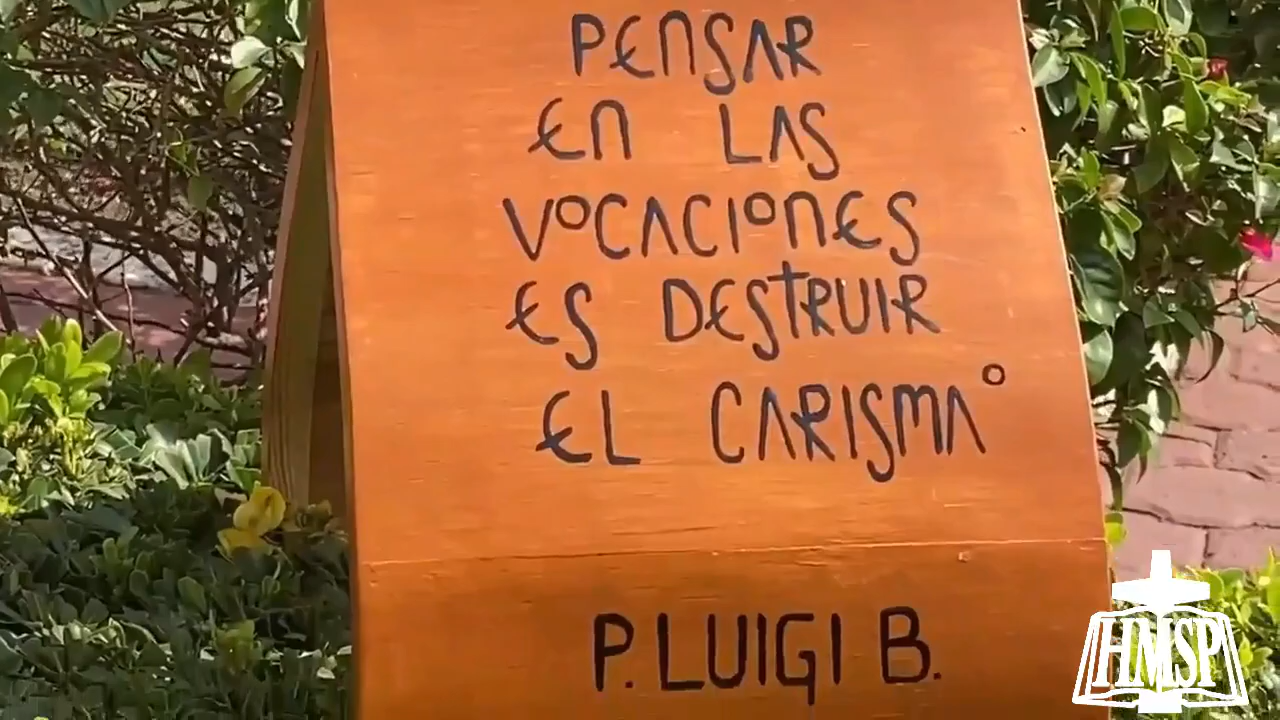 PENSAR
EN LAS
VOCACIONES
ES DESTRUIR
EL CARISMA°
P. LUIGI B.
HMSP